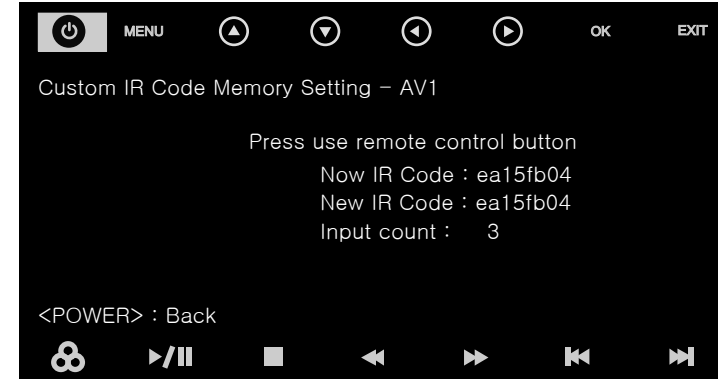 MENU OK EXIT
Custom IR Code Memory Setting - AV1
Press use remote control button
Now IR Code : ea15fb04
New IR Code : ea15fb04
Input count : 3
<POWER> : Back